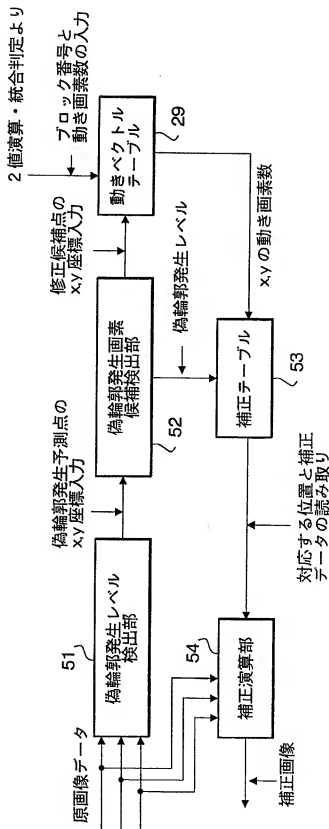 原画像データ
51
偽輪郭発生レベル
検出部
偽輪郭発生予測点の
x,y 座標入力
偽輪郭発生画素
候補検出部
52
修正候補点の
x,y 座標入力
2 値演算・統合判定より
ブロック番号と
動き画素数の入力
動きベクトル
テーブル
29
偽輪郭発生レベル
x,y の動き画素数
補正テーブル
53
対応する位置と補正
データの読み取り
54
補正演算部
補正画像